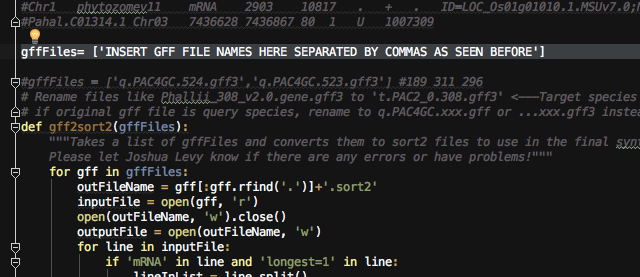 #Chr1 phytozomev11 mRNA 2903 10817 . + . ID=LOC_Os01g01010.1.MSUv7.0;
#Pahal.C01314.1 Chr03 7436628 7436867 80 1 U 1007309
gffFiles= ['INSERT GFF FILE NAMES HERE SEPARATED BY COMMAS AS SEEN BEFORE']
#gffFiles = ['q.PAC4GC.524.gff3','q.PAC4GC.523.gff3'] #189 311 296
# Rename files like Phallii_308_v2.0.gene.gff3 to 't.PAC2_0.308.gff3' <---Target species
# if original gff file is query species, rename to q.PAC4GC.xxx.gff or ...xxx.gff3 instea
def gff2sort2(gffFiles):
"""Takes a list of gffFiles and converts them to sort2 files to use in the final syn
Please let Joshua Levy know if there are any errors or have problems!"""
for gff in gffFiles:
outFileName = gff[:gff.rfind('.')]+'.sort2'
inputFile = open(gff, 'r')
open(outFileName, 'w').close()
outputFile = open(outFileName, 'w')
for line in inputFile:
if 'mRNA' in line and 'longest=1' in line:
lineInList = line.split()